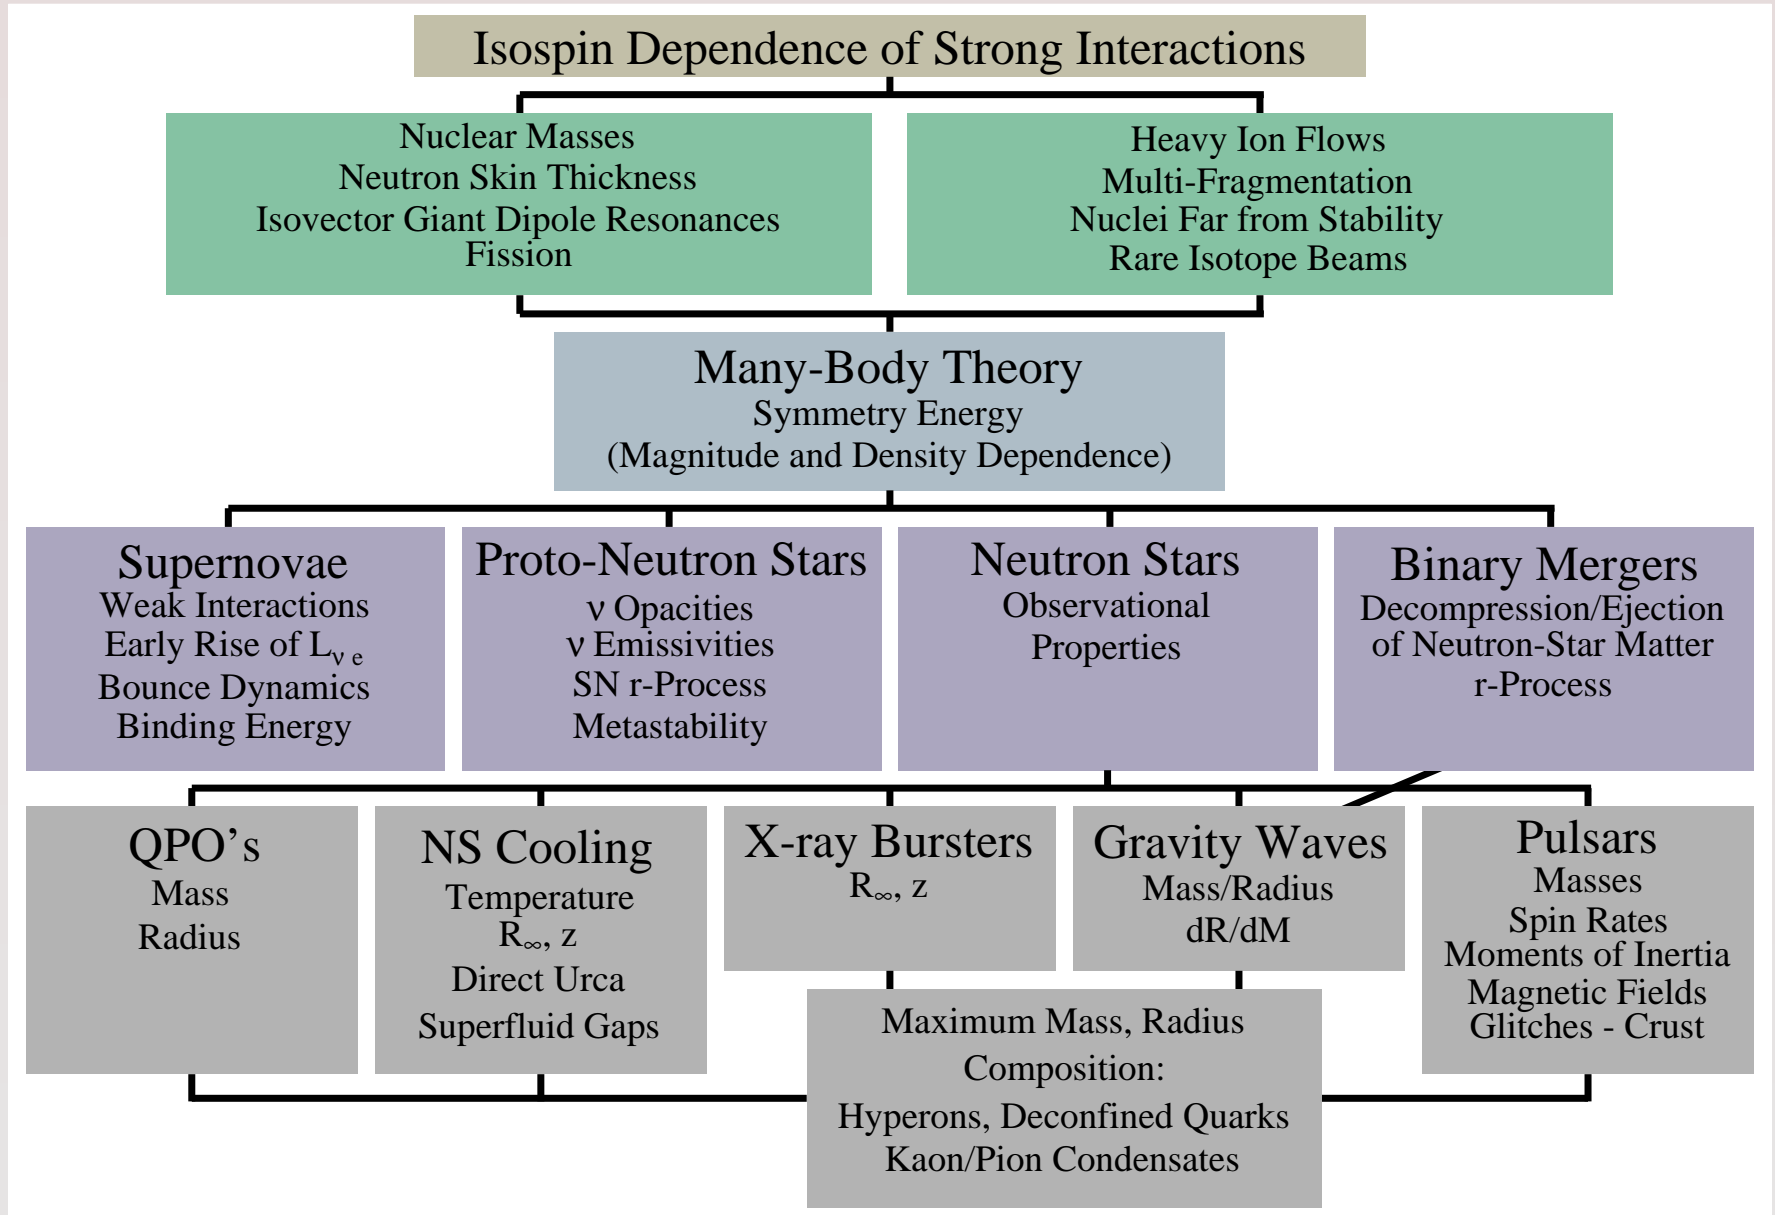 Isospin Dependence of Strong Interactions
Nuclear Masses
Neutron Skin Thickness
Isovector Giant Dipole Resonances
Fission
Heavy Ion Flows
Multi-Fragmentation
Nuclei Far from Stability
Rare Isotope Beams
Many-Body Theory
Symmetry Energy
(Magnitude and Density Dependence)
Supernovae
Weak Interactions
Early Rise of L_ν e
Bounce Dynamics
Binding Energy
Proto-Neutron Stars
ν Opacities
ν Emissivities
SN r-Process
Metastability
Neutron Stars
Observational
Properties
Binary Mergers
Decompression/Ejection
of Neutron-Star Matter
r-Process
QPO’s
Mass
Radius
NS Cooling
Temperature
R∞, z
Direct Urca
Superfluid Gaps
X-ray Bursters
R∞, z
Gravity Waves
Mass/Radius
dR/dM
Pulsars
Masses
Spin Rates
Moments of Inertia
Magnetic Fields
Glitches - Crust
Maximum Mass, Radius
Composition:
Hyperons, Deconfined Quarks
Kaon/Pion Condensates